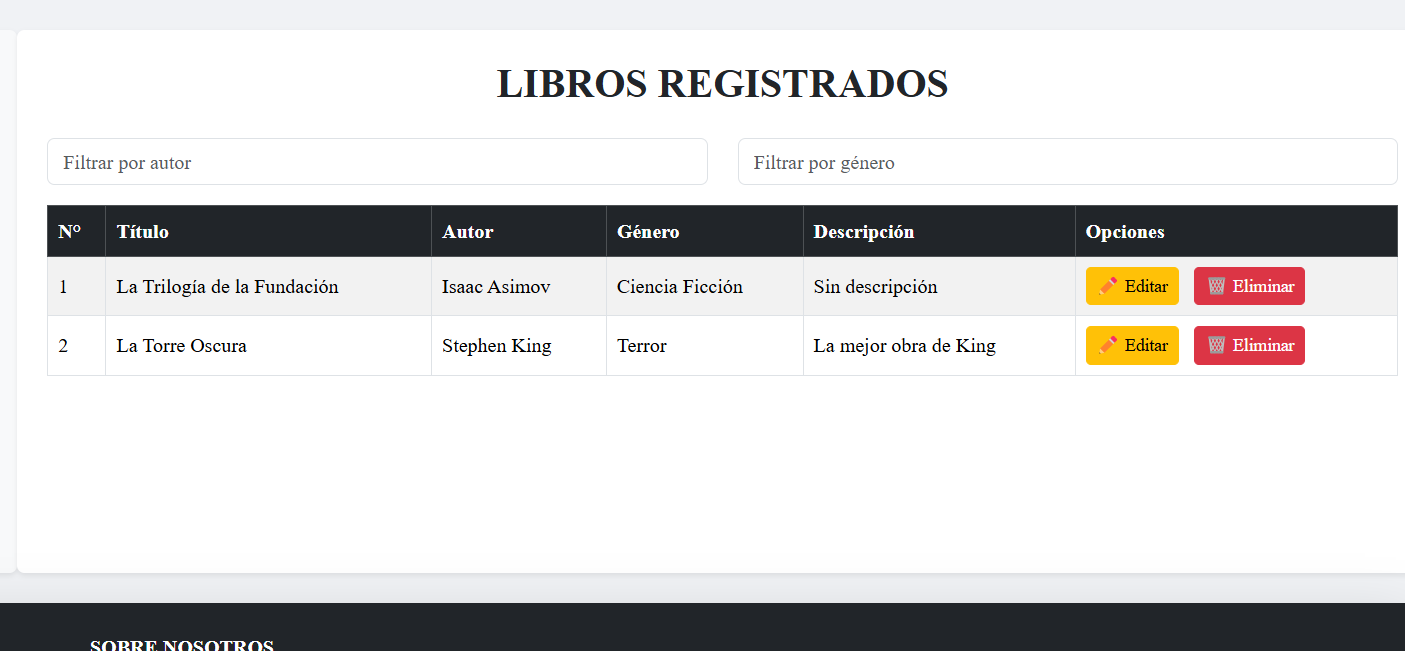 LIBROS REGISTRADOS
Filtrar por autor Filtrar por género
N° Título Autor Género Descripción Opciones
1 La Trilogía de la Fundación Isaac Asimov Ciencia Ficción Sin descripción Editar Eliminar
2 La Torre Oscura Stephen King Terror La mejor obra de King Editar Eliminar
SOBRE NOSOTROS